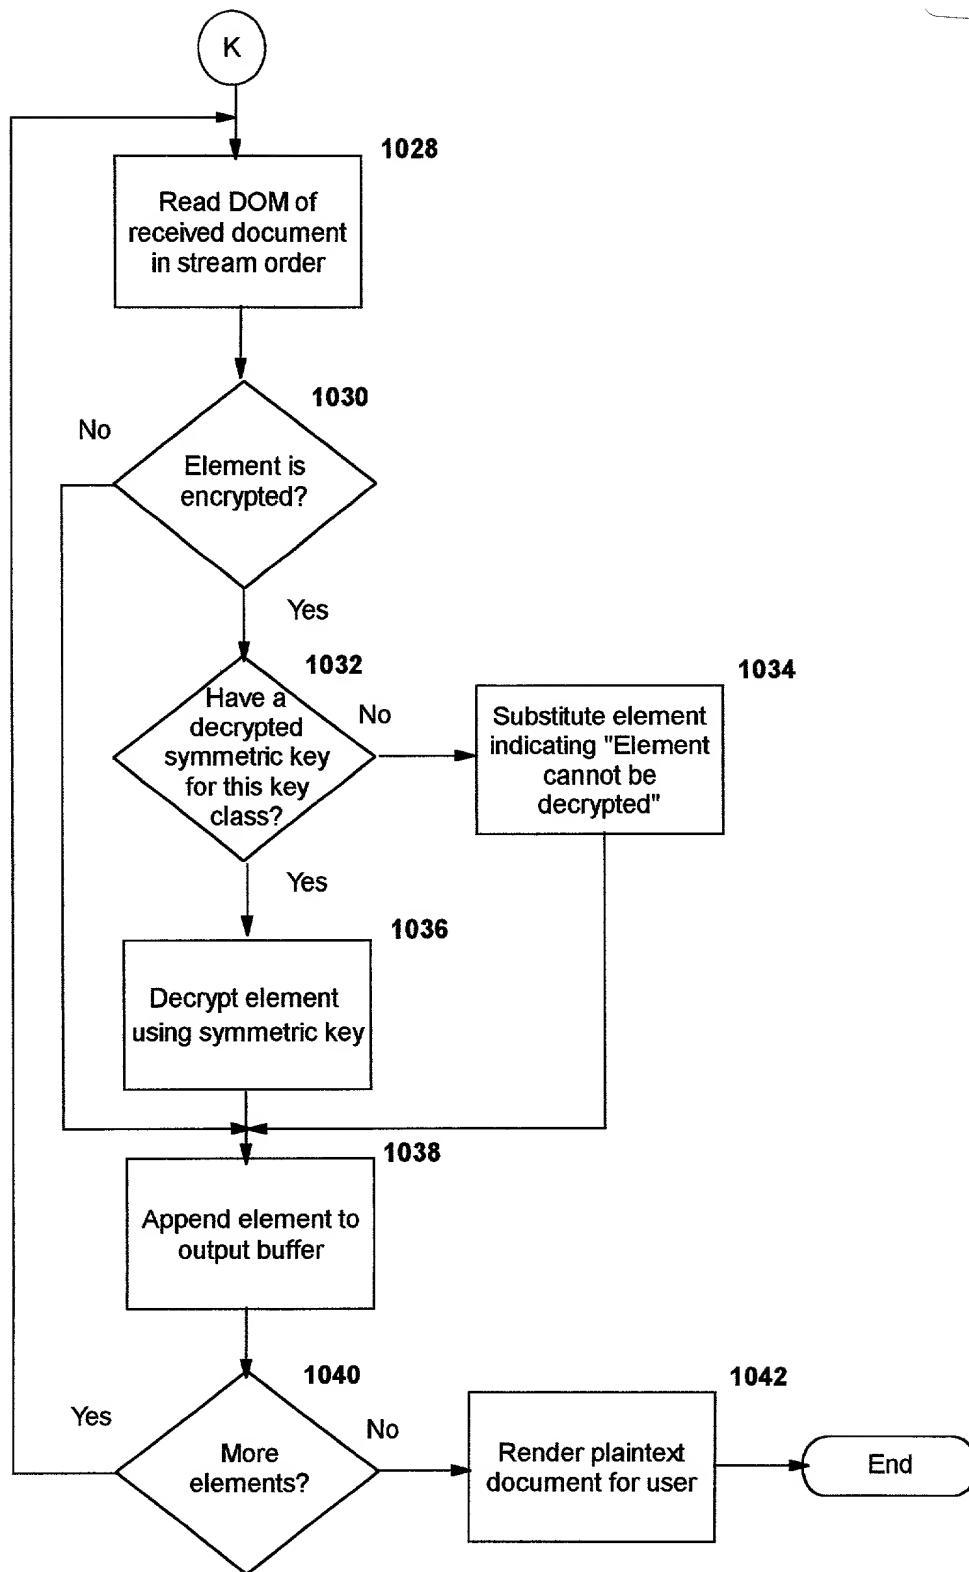 K
1028
Read DOM of
received document
in stream order
1030
No
Element is
encrypted?
Yes
1032
Have a
decrypted
symmetric key
for this key
class?
No
1034
Substitute element
indicating "Element
cannot be
decrypted"
Yes
1036
Decrypt element
using symmetric key
1038
Append element to
output buffer
1040
Yes
More
elements?
No
1042
Render plaintext
document for user
End